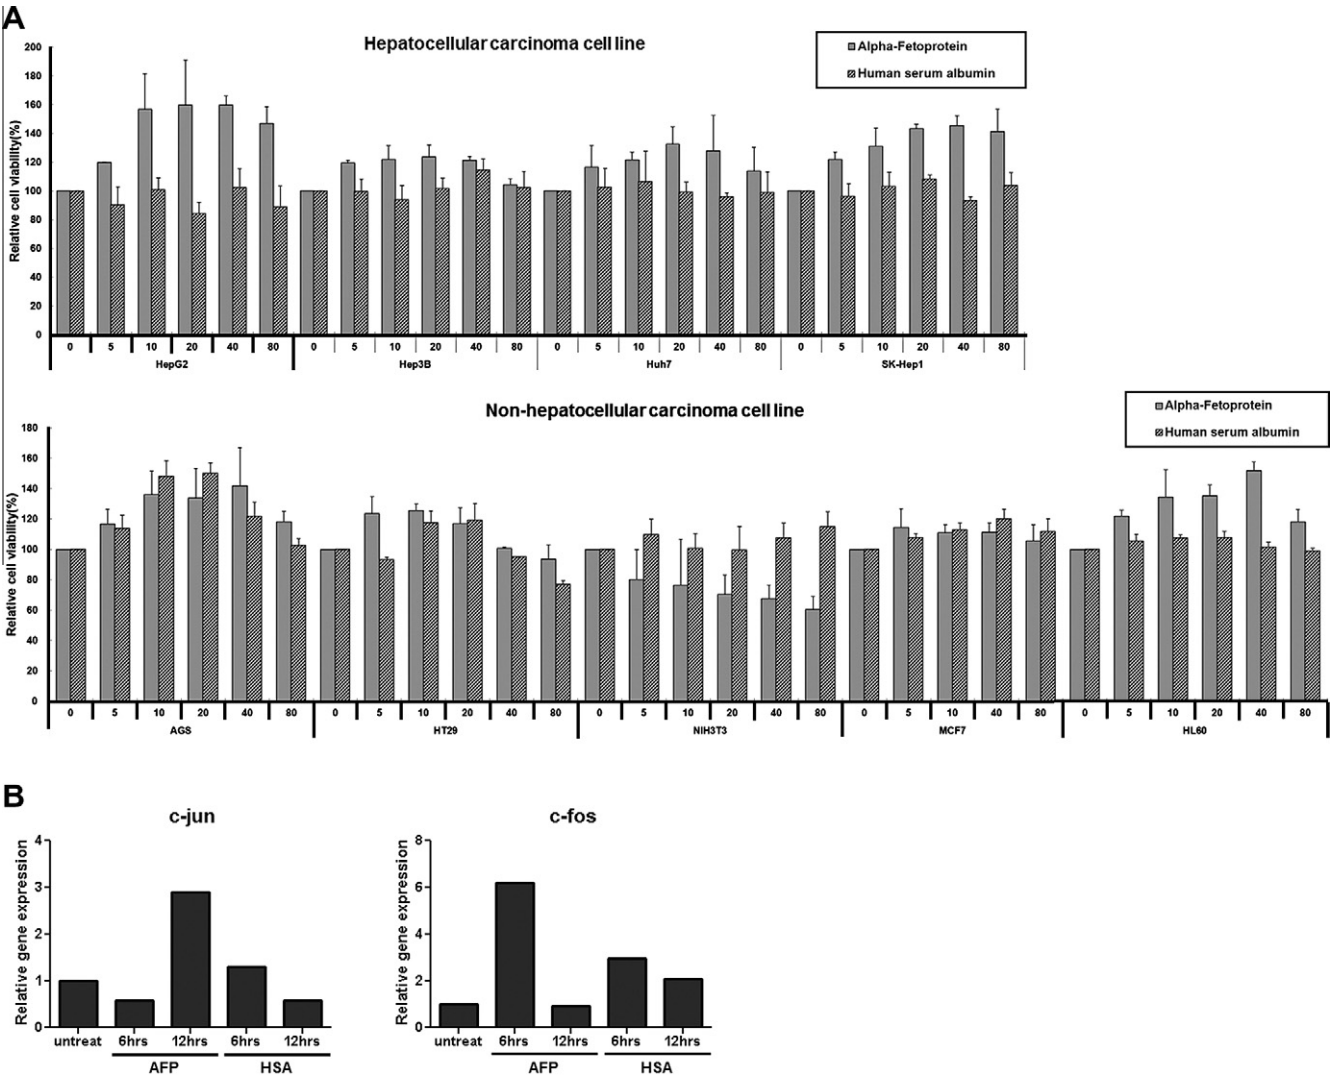 A
Hepatocellular carcinoma cell line
Alpha-Fetoprotein
Human serum albumin
Relative cell viability(%)
200
180
160
140
120
100
80
60
40
20
0
0 5 10 20 40 80 0 5 10 20 40 80 0 5 10 20 40 80 0 5 10 20 40 80
HepG2 Hep3B Huh7 SK-Hep1
Non-hepatocellular carcinoma cell line
Alpha-Fetoprotein
Human serum albumin
Relative cell viability(%)
180
160
140
120
100
80
60
40
20
0
0 5 10 20 40 80 0 5 10 20 40 80 0 5 10 20 40 80 0 5 10 40 80 0 5 10 20 40 80
AGS HT29 NIH3T3 MCF7 HL60
B
c-jun
Relative gene expression
4
3
2
1
0
untreat 6hrs 12hrs 6hrs 12hrs
AFP HSA
c-fos
Relative gene expression
8
6
4
2
0
untreat 6hrs 12hrs 6hrs 12hrs
AFP HSA